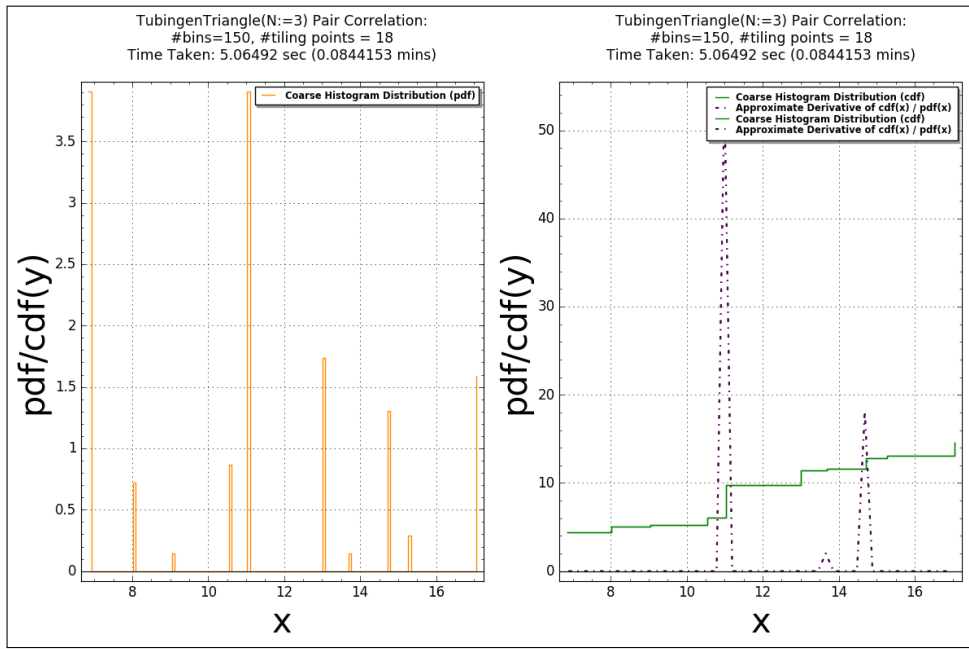 TubingenTriangle(N:=3) Pair Correlation:
#bins=150, #tiling points = 18
Time Taken: 5.06492 sec (0.0844153 mins)
Coarse Histogram Distribution (pdf)
3.5
3
2.5
2
1.5
1
0.5
0
pdf/cdf(y)
8
10
12
14
16
x
TubingenTriangle(N:=3) Pair Correlation:
#bins=150, #tiling points = 18
Time Taken: 5.06492 sec (0.0844153 mins)
Coarse Histogram Distribution (cdf)
Approximate Derivative of cdf(x) / pdf(x)
Coarse Histogram Distribution (cdf)
Approximate Derivative of cdf(x) / pdf(x)
50
40
30
20
10
0
pdf/cdf(y)
8
10
12
14
16
x